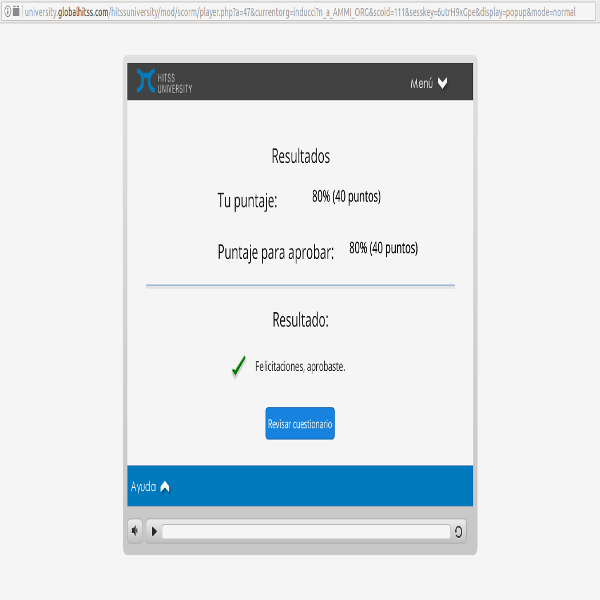 university.globalhitss.com/hitssuniversity/mod/scorm/player.php?a=47&currentorg=inducci?n_a_AMMI_ORG&scoid=111&sesskey=6utrH9xGpe&display=popup&mode=normal
HITSS
UNIVERSITY
Menú
Resultados
Tu puntaje: 80% (40 puntos)
Puntaje para aprobar: 80% (40 puntos)
Resultado:
Felicitaciones, aprobaste.
Revisar cuestionario
Ayuda